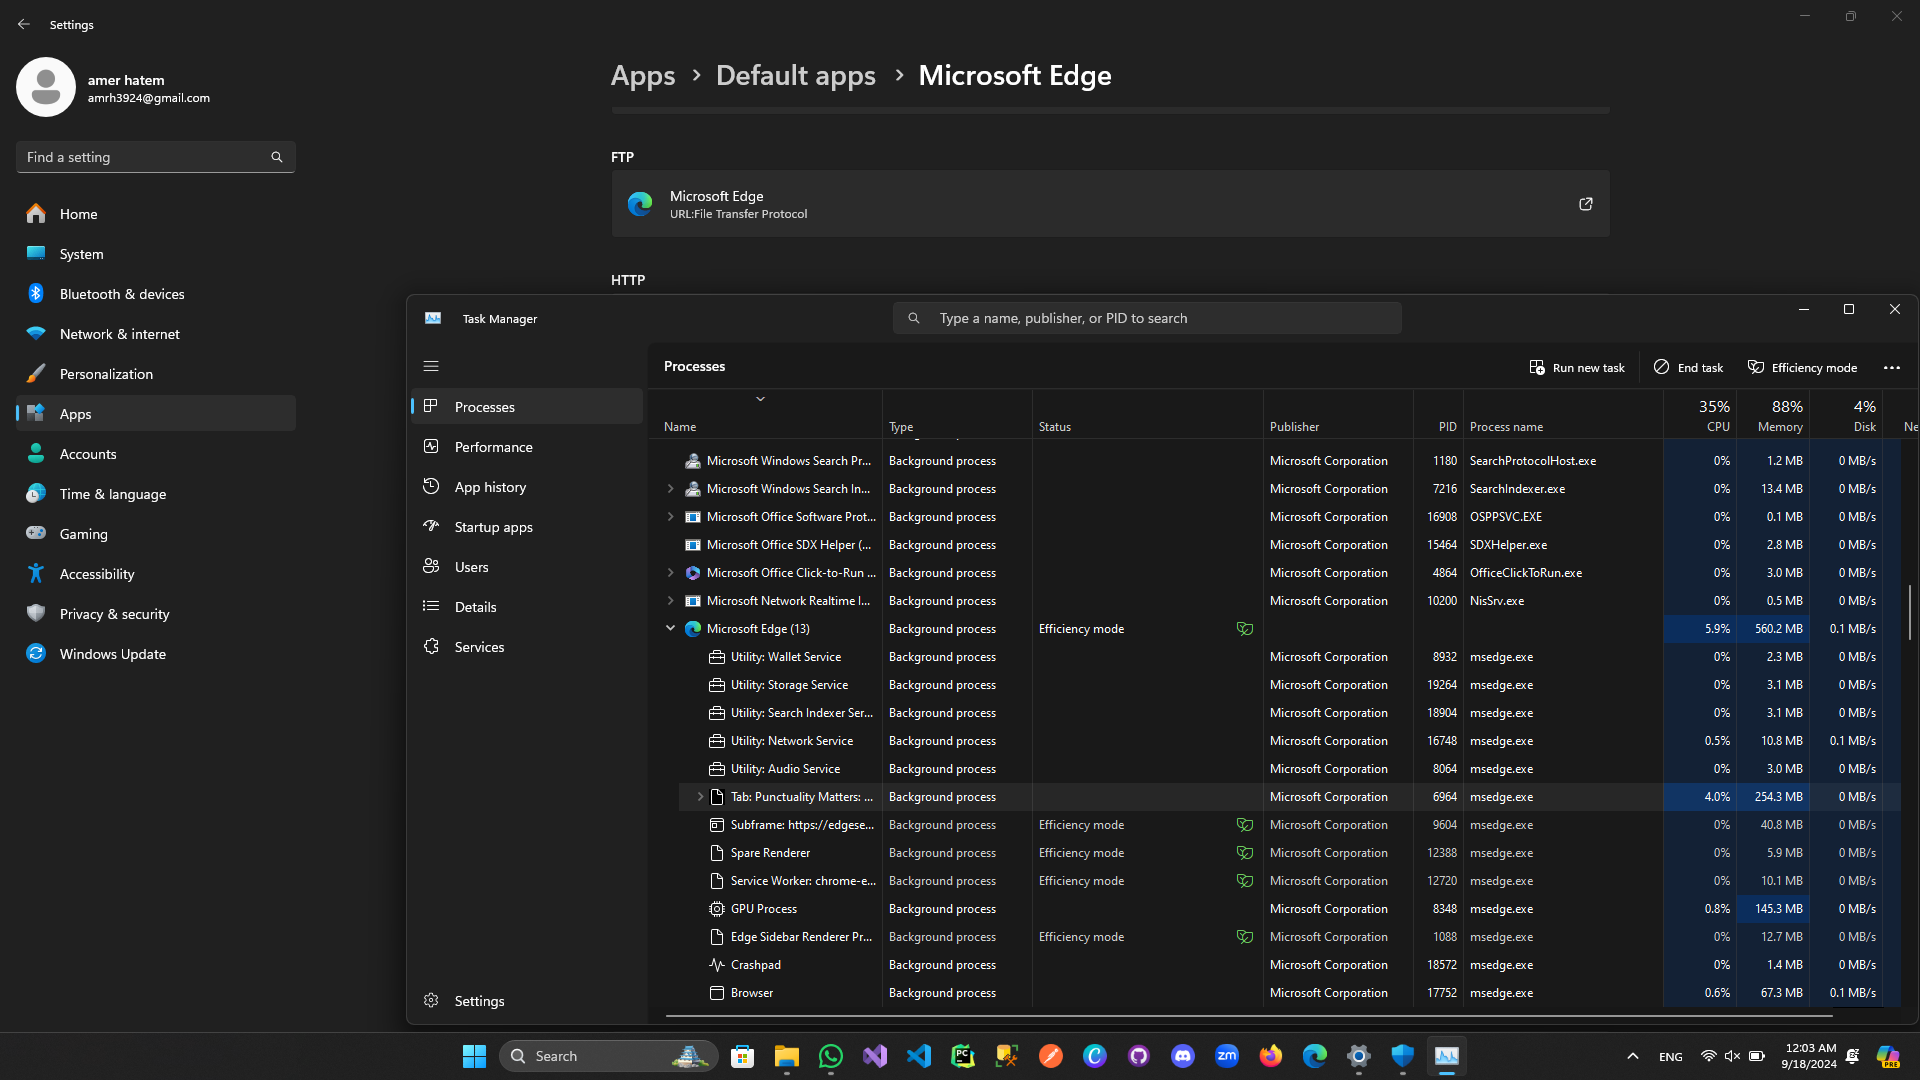 Settings
amer hatem
amrh3924@gmail.com
Find a setting
Home
System
Bluetooth & devices
Network & internet
Personalization
Apps
Accounts
Time & language
Gaming
Accessibility
Privacy & security
Windows Update
Apps > Default apps > Microsoft Edge
FTP
Microsoft Edge
URL:File Transfer Protocol
HTTP
Task Manager
Type a name, publisher, or PID to search
Processes
Performance
App history
Startup apps
Users
Details
Services
Settings
Processes
Run new task
End task
Efficiency mode
35% 88% 4%
Name Type Status Publisher PID Process name CPU Memory Disk Ne
Microsoft Windows Search Pr... Background process Microsoft Corporation 1180 SearchProtocolHost.exe 0% 1.2 MB 0 MB/s
Microsoft Windows Search In... Background process Microsoft Corporation 7216 SearchIndexer.exe 0% 13.4 MB 0 MB/s
Microsoft Office Software Prot... Background process Microsoft Corporation 16908 OSPPSVC.EXE 0% 0.1 MB 0 MB/s
Microsoft Office SDX Helper (... Background process Microsoft Corporation 15464 SDXHelper.exe 0% 2.8 MB 0 MB/s
Microsoft Office Click-to-Run ... Background process Microsoft Corporation 4864 OfficeClickToRun.exe 0% 3.0 MB 0 MB/s
Microsoft Network Realtime I... Background process Microsoft Corporation 10200 NisSrv.exe 0% 0.5 MB 0 MB/s
Microsoft Edge (13) Background process Efficiency mode 5.9% 560.2 MB 0.1 MB/s
Utility: Wallet Service Background process Microsoft Corporation 8932 msedge.exe 0% 2.3 MB 0 MB/s
Utility: Storage Service Background process Microsoft Corporation 19264 msedge.exe 0% 3.1 MB 0 MB/s
Utility: Search Indexer Ser... Background process Microsoft Corporation 18904 msedge.exe 0% 3.1 MB 0 MB/s
Utility: Network Service Background process Microsoft Corporation 16748 msedge.exe 0.5% 10.8 MB 0.1 MB/s
Utility: Audio Service Background process Microsoft Corporation 8064 msedge.exe 0% 3.0 MB 0 MB/s
Tab: Punctuality Matters: ... Background process Microsoft Corporation 6964 msedge.exe 4.0% 254.3 MB 0 MB/s
Subframe: https://edgese... Background process Efficiency mode Microsoft Corporation 9604 msedge.exe 0% 40.8 MB 0 MB/s
Spare Renderer Background process Efficiency mode Microsoft Corporation 12388 msedge.exe 0% 5.9 MB 0 MB/s
Service Worker: chrome-e... Background process Efficiency mode Microsoft Corporation 12720 msedge.exe 0% 10.1 MB 0 MB/s
GPU Process Background process Microsoft Corporation 8348 msedge.exe 0.8% 145.3 MB 0 MB/s
Edge Sidebar Renderer Pr... Background process Efficiency mode Microsoft Corporation 1088 msedge.exe 0% 12.7 MB 0 MB/s
Crashpad Background process Microsoft Corporation 18572 msedge.exe 0% 1.4 MB 0 MB/s
Browser Background process Microsoft Corporation 17752 msedge.exe 0.6% 67.3 MB 0.1 MB/s
Search
PC
zm
ENG
12:03 AM
9/18/2024
PRE